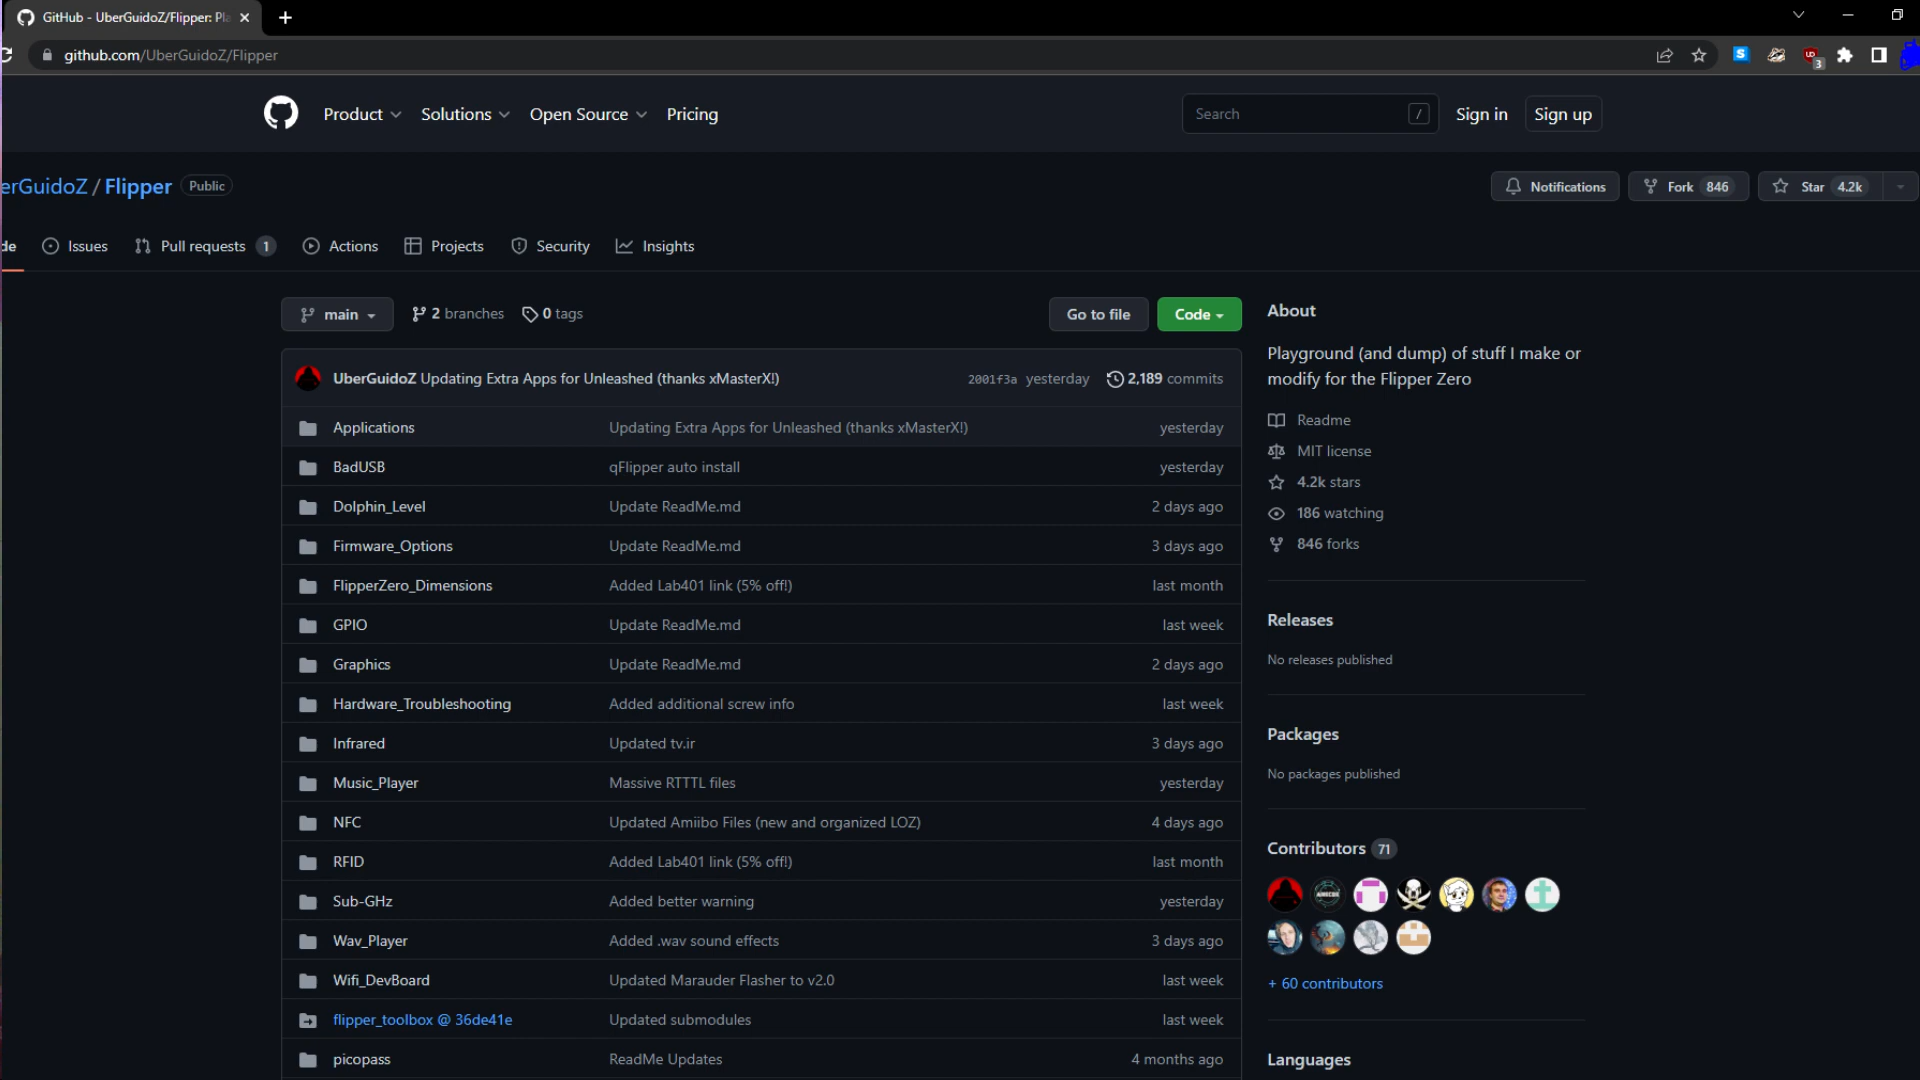 GitHub - UberGuidoZ/Flipper: Pla
github.com/UberGuidoZ/Flipper
S
UD
3
Product
Solutions
Open Source
Pricing
Search
/
Sign in
Sign up
erGuidoZ / Flipper
Public
Notifications
Fork 846
Star 4.2k
de
Issues
Pull requests 1
Actions
Projects
Security
Insights
main
2 branches
0 tags
Go to file
Code
UberGuidoZ Updating Extra Apps for Unleashed (thanks xMasterX!) 2001f3a yesterday 2,189 commits
Applications Updating Extra Apps for Unleashed (thanks xMasterX!) yesterday
BadUSB qFlipper auto install yesterday
Dolphin_Level Update ReadMe.md 2 days ago
Firmware_Options Update ReadMe.md 3 days ago
FlipperZero_Dimensions Added Lab401 link (5% off!) last month
GPIO Update ReadMe.md last week
Graphics Update ReadMe.md 2 days ago
Hardware_Troubleshooting Added additional screw info last week
Infrared Updated tv.ir 3 days ago
Music_Player Massive RTTTL files yesterday
NFC Updated Amiibo Files (new and organized LOZ) 4 days ago
RFID Added Lab401 link (5% off!) last month
Sub-GHz Added better warning yesterday
Wav_Player Added .wav sound effects 3 days ago
Wifi_DevBoard Updated Marauder Flasher to v2.0 last week
flipper_toolbox @ 36de41e Updated submodules last week
picopass ReadMe Updates 4 months ago
About
Playground (and dump) of stuff I make or
modify for the Flipper Zero
Readme
MIT license
4.2k stars
186 watching
846 forks
Releases
No releases published
Packages
No packages published
Contributors 71
+ 60 contributors
Languages